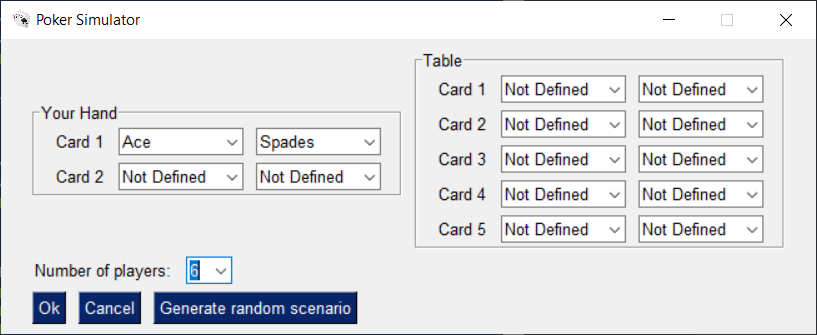 Poker Simulator
Your Hand
Card 1 Ace Spades
Card 2 Not Defined Not Defined
Table
Card 1 Not Defined Not Defined
Card 2 Not Defined Not Defined
Card 3 Not Defined Not Defined
Card 4 Not Defined Not Defined
Card 5 Not Defined Not Defined
Number of players: 6
Ok Cancel Generate random scenario